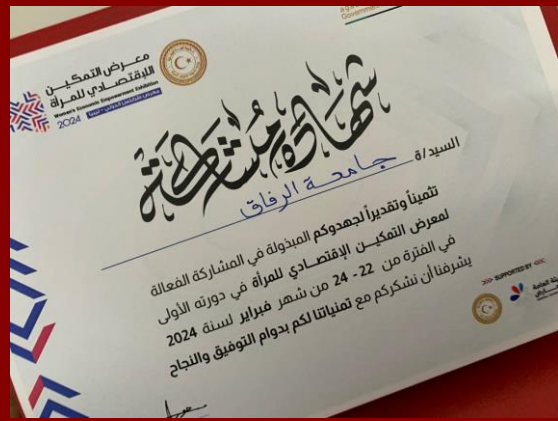 معرض التمكين
الإقتصادي للمرأة
Women's Economic Empowerment Exhibition
2024
Government
شهادة مشاركة
السيد/ة جامعة الرفاق
تثميناً وتقديراً لجهدوكم المبذولة في المشاركة الفعالة
لمعرض التمكين الإقتصادي للمرأة في دورته الأولى
في الفترة من 22- 24 من شهر فبراير لسنة 2024
يشرفنا أن نشكركم مع تمنياتنا لكم بدوام التوفيق والنجاح
SUPPORTED BY